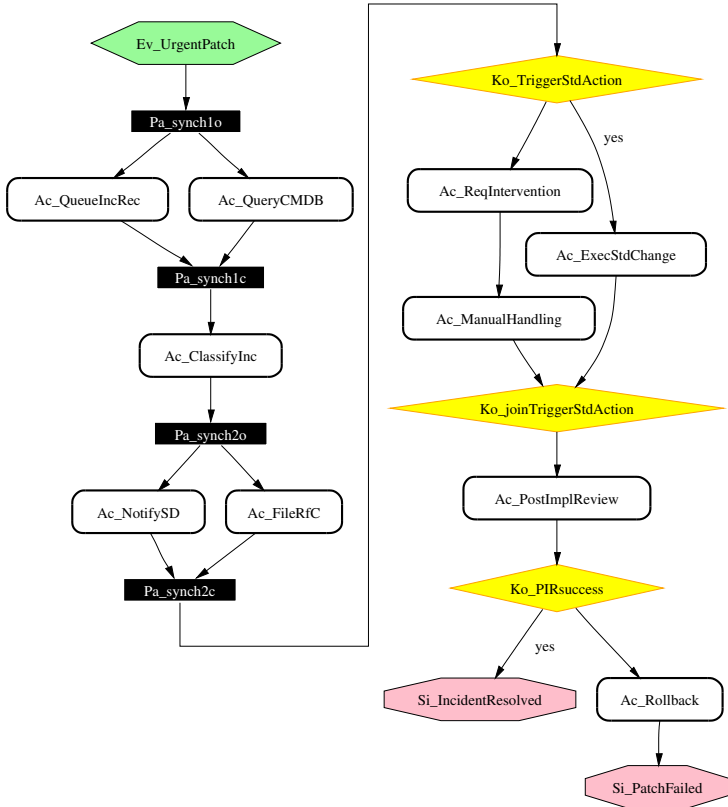 Ev_UrgentPatch
Pa_synch1o
Ac_QueueIncRec
Ac_QueryCMDB
Pa_synch1c
Ac_ClassifyInc
Pa_synch2o
Ac_NotifySD
Ac_FileRfC
Pa_synch2c
Ko_TriggerStdAction
yes
Ac_ReqIntervention
Ac_ExecStdChange
Ac_ManualHandling
Ko_joinTriggerStdAction
Ac_PostImplReview
Ko_PIRsuccess
yes
Si_IncidentResolved
Ac_Rollback
Si_PatchFailed